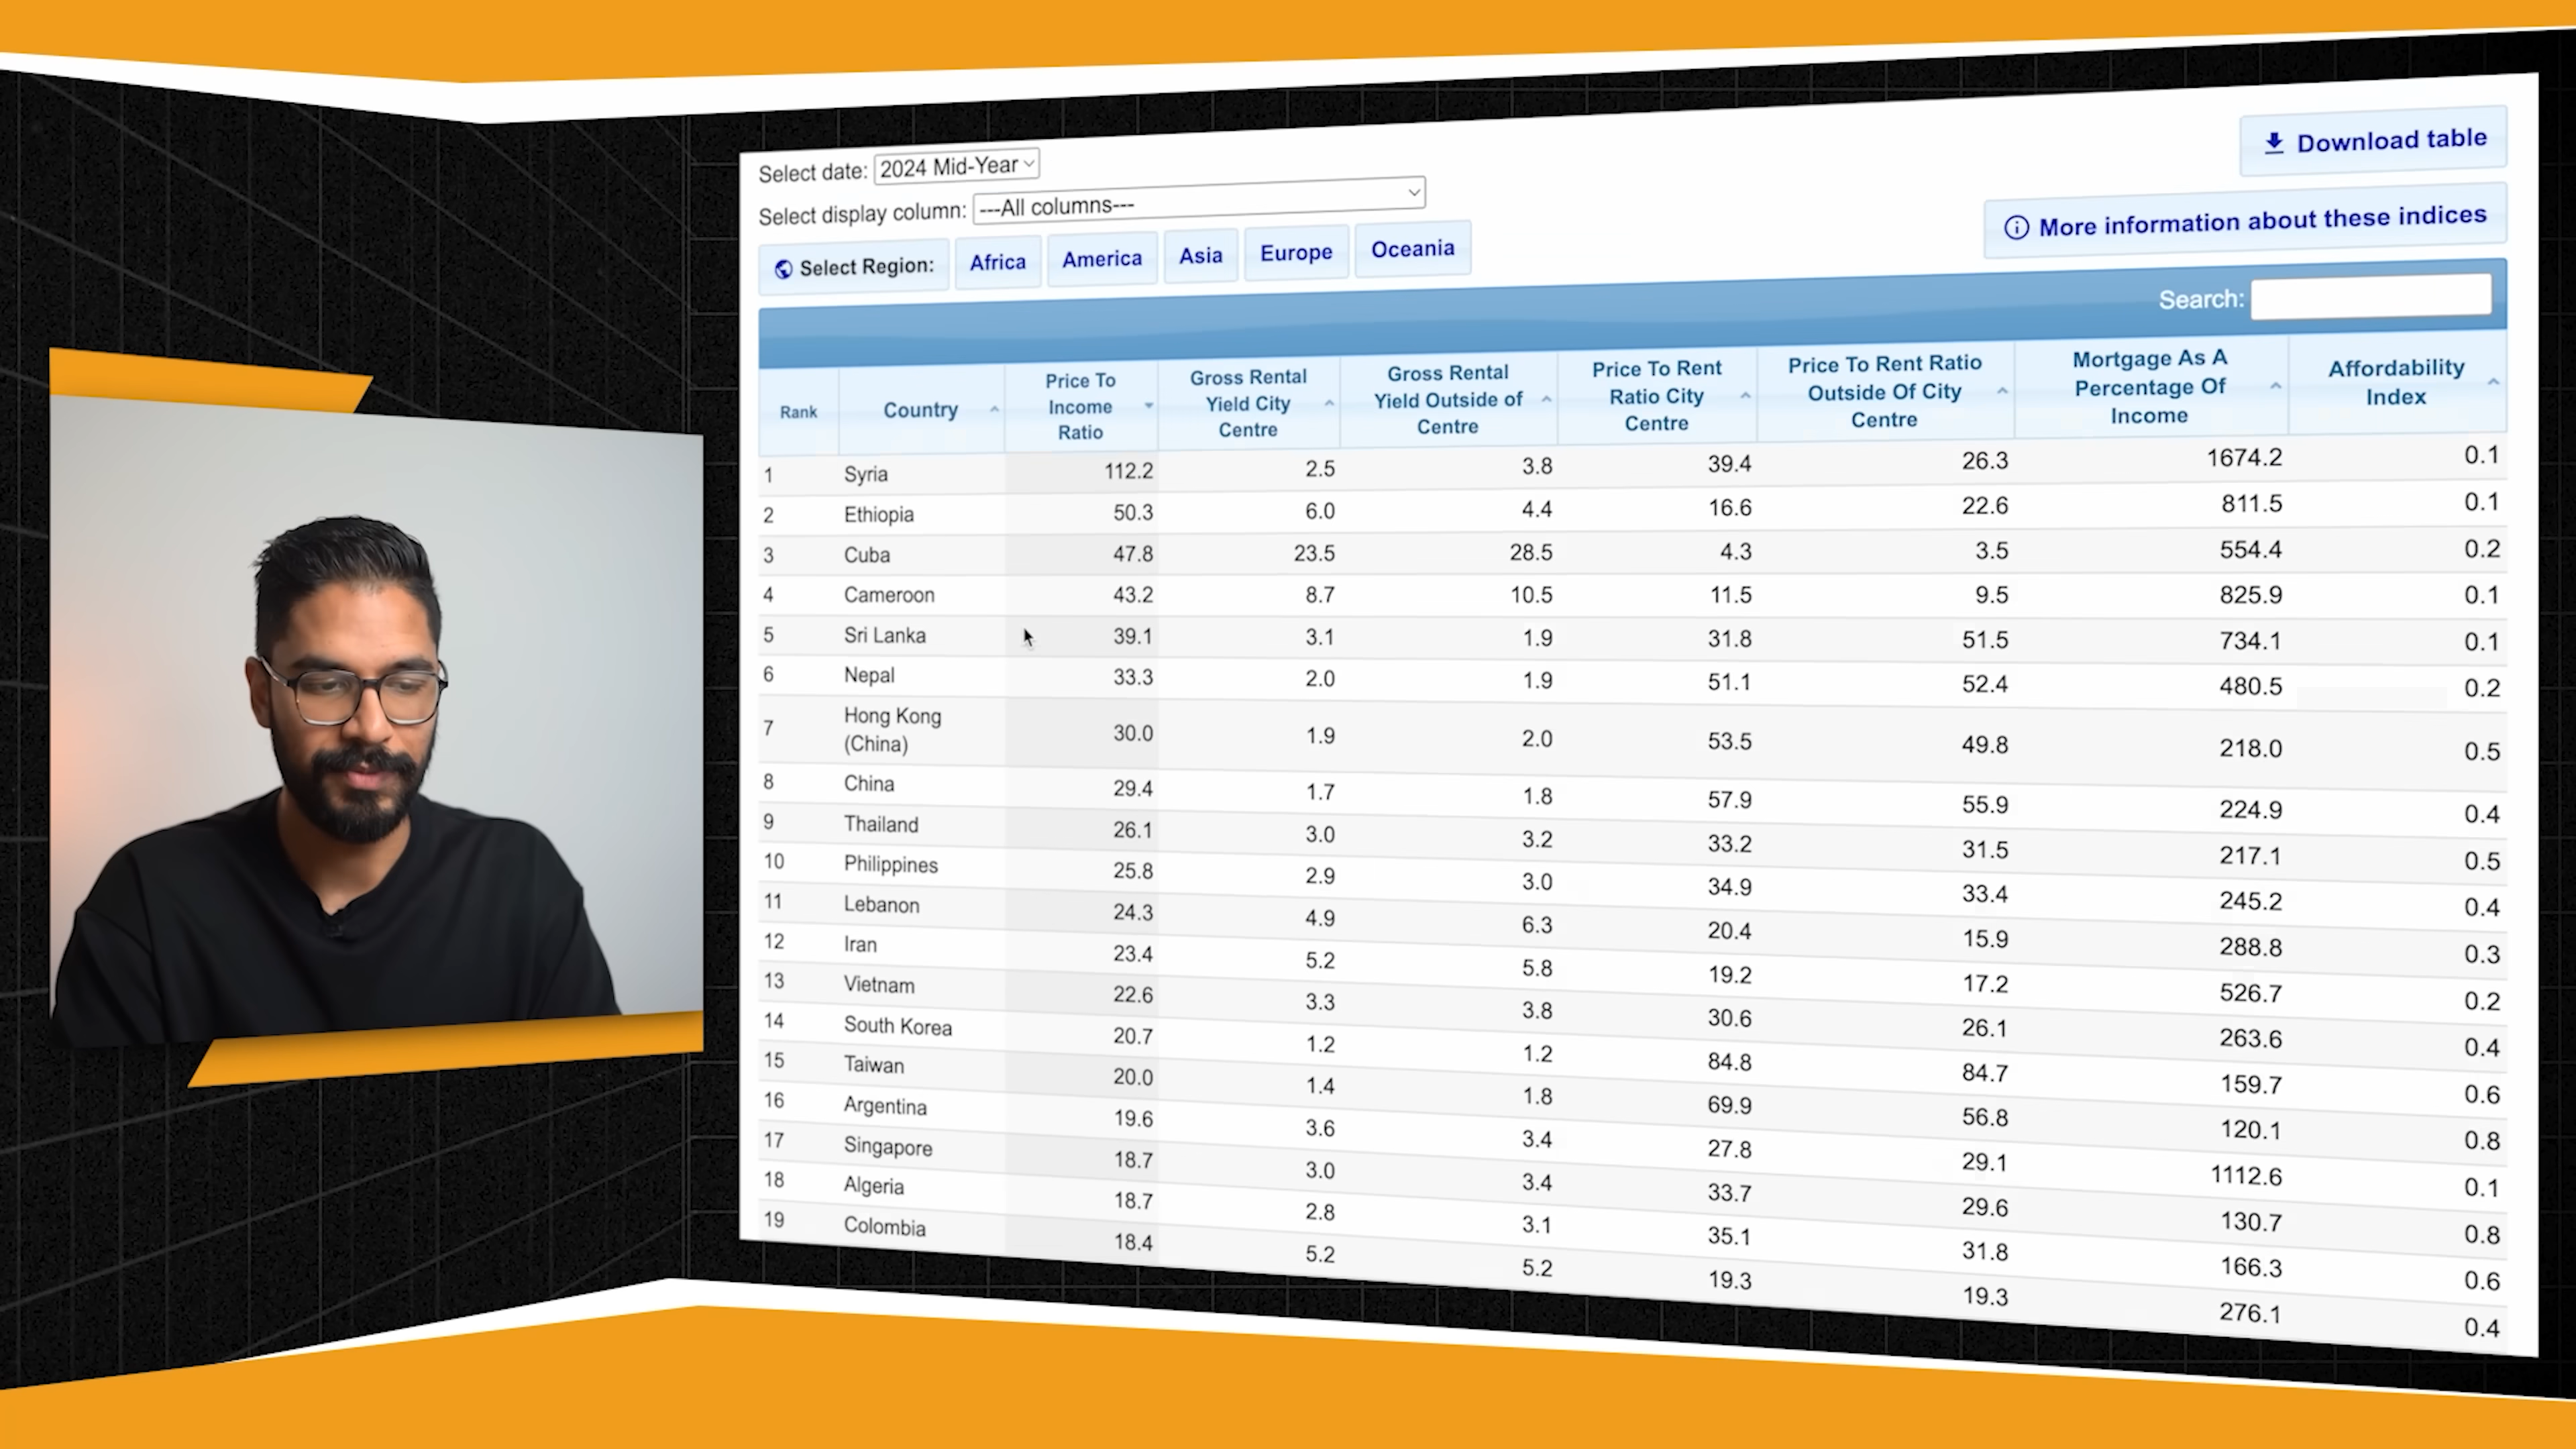 Select date: 2024 Mid-Year
Select display column: ---All columns---
Select Region: Africa America Asia Europe Oceania
Download table
More information about these indices
Search:
Rank Country Price To Income Ratio Gross Rental Yield City Centre Gross Rental Yield Outside of Centre Price To Rent Ratio City Centre Price To Rent Ratio Outside Of City Centre Mortgage As A Percentage Of Income Affordability Index
1 Syria 112.2 2.5 3.8 39.4 26.3 1674.2 0.1
2 Ethiopia 50.3 6.0 4.4 16.6 22.6 811.5 0.1
3 Cuba 47.8 23.5 28.5 4.3 3.5 554.4 0.2
4 Cameroon 43.2 8.7 10.5 11.5 9.5 825.9 0.1
5 Sri Lanka 39.1 3.1 1.9 31.8 51.5 734.1 0.1
6 Nepal 33.3 2.0 1.9 51.1 52.4 480.5 0.2
7 Hong Kong (China) 30.0 1.9 2.0 53.5 49.8 218.0 0.5
8 China 29.4 1.7 1.8 57.9 55.9 224.9 0.4
9 Thailand 26.1 3.0 3.2 33.2 31.5 217.1 0.5
10 Philippines 25.8 2.9 3.0 34.9 33.4 245.2 0.4
11 Lebanon 24.3 4.9 6.3 20.4 15.9 288.8 0.3
12 Iran 23.4 5.2 5.8 19.2 17.2 526.7 0.2
13 Vietnam 22.6 3.3 3.8 30.6 26.1 263.6 0.4
14 South Korea 20.7 1.2 1.2 84.8 84.7 159.7 0.6
15 Taiwan 20.0 1.4 1.8 69.9 56.8 120.1 0.8
16 Argentina 19.6 3.6 3.4 27.8 29.1 1112.6 0.1
17 Singapore 18.7 3.0 3.4 33.7 29.6 130.7 0.8
18 Algeria 18.7 2.8 3.1 35.1 31.8 166.3 0.6
19 Colombia 18.4 5.2 5.2 19.3 19.3 276.1 0.4